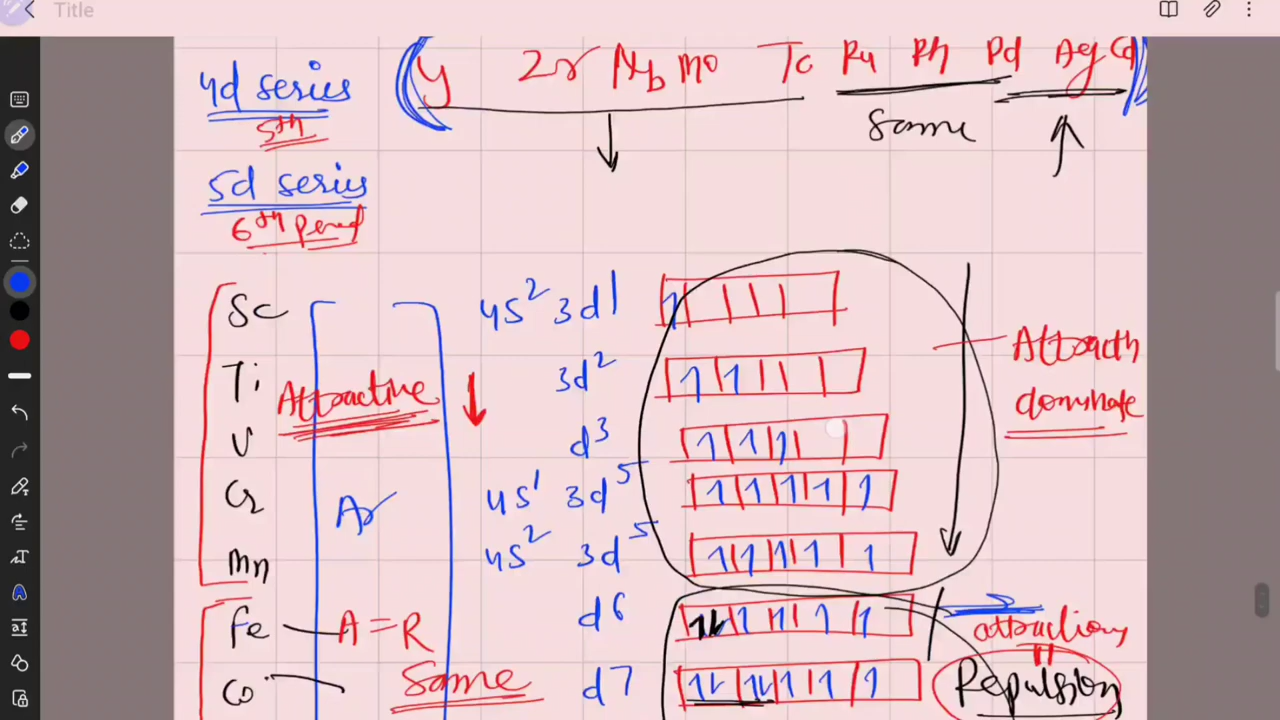 Title
Y Zr Nb Mo Tc Ru Rh Pd Ag Cd
4d series
5th
Same
5d series
6th Period
Sc 4S² 3d1
Ti 3d²
Attractive
Attractn
dominate
V d³
Cr Ar 4S¹ 3d⁵
Mn 4S² 3d⁵
Fe A = R d6
attractions
Co Same d7
Repulsion